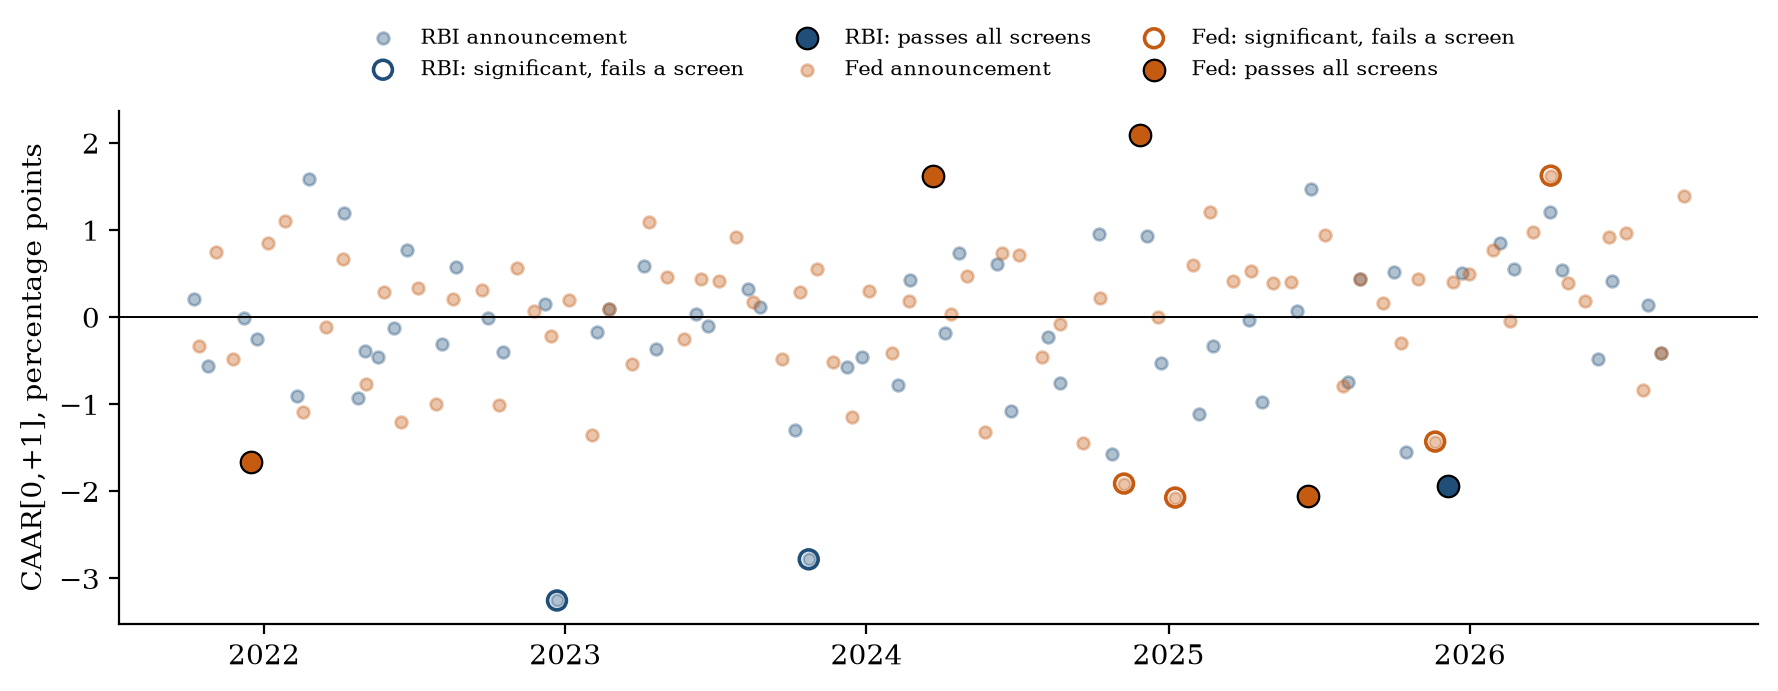 RBI announcement
RBI: significant, fails a screen
RBI: passes all screens
Fed announcement
Fed: significant, fails a screen
Fed: passes all screens
CAAR[0,+1], percentage points
2
1
0
−1
−2
−3
2022
2023
2024
2025
2026